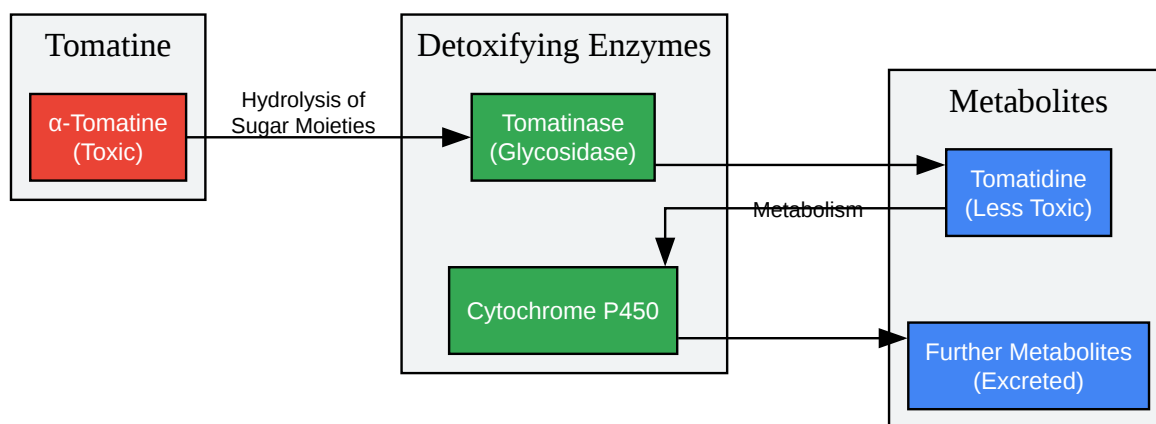 Tomatine
α-Tomatine
(Toxic)
Hydrolysis of
Sugar Moieties
Detoxifying Enzymes
Tomatinase
(Glycosidase)
Cytochrome P450
Metabolism
Metabolites
Tomatidine
(Less Toxic)
Further Metabolites
(Excreted)